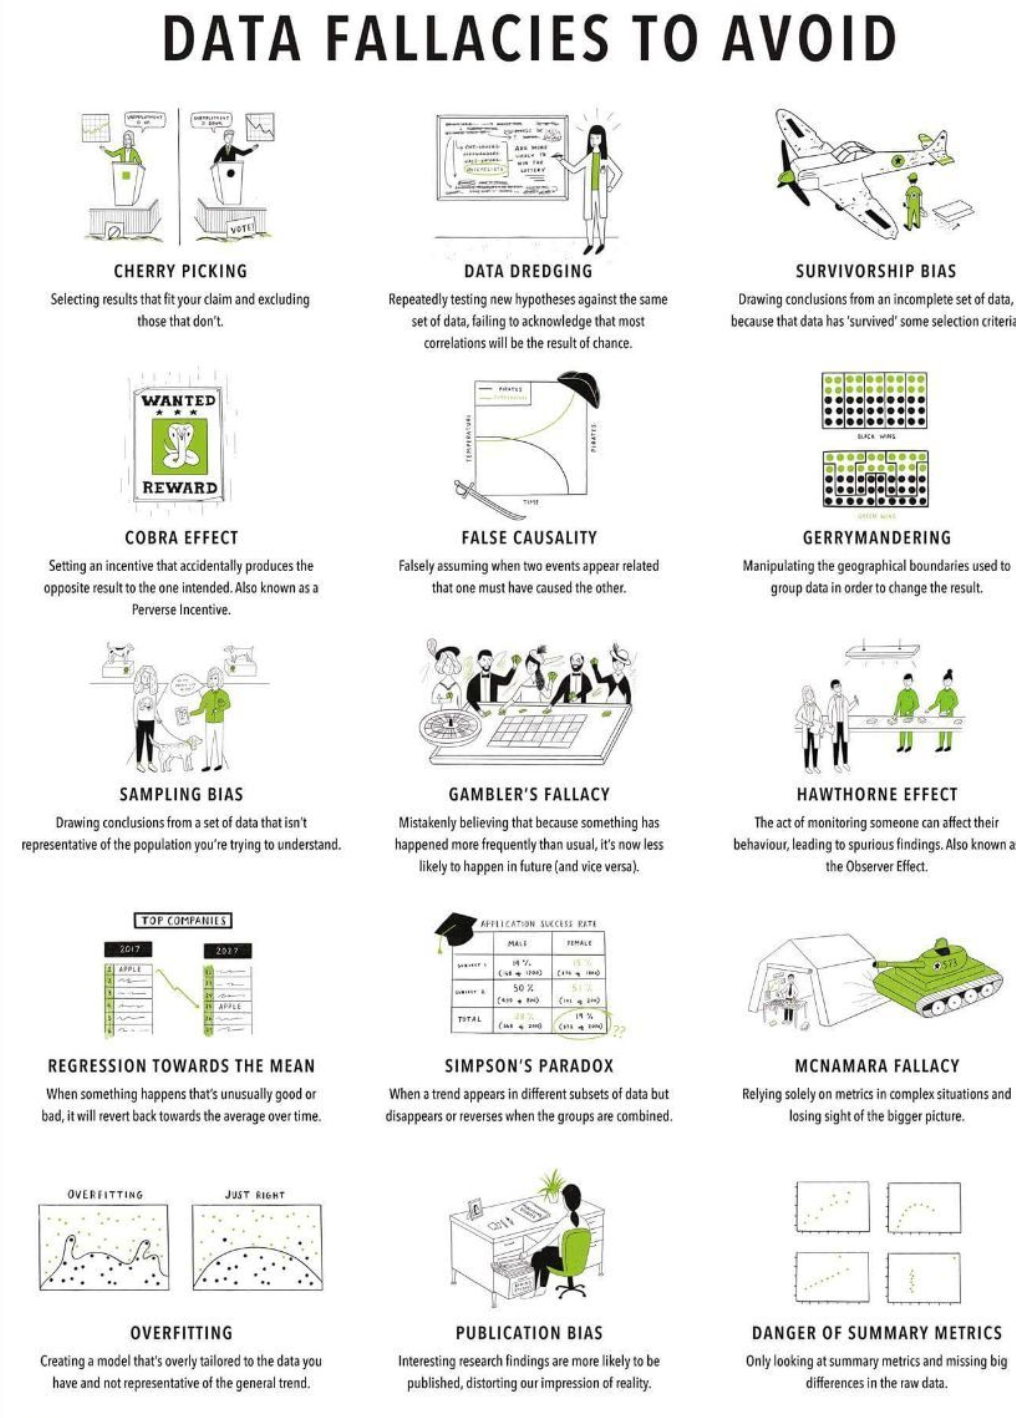 DATA FALLACIES TO AVOID
VOTE!
CHERRY PICKING
Selecting results that fit your claim and excluding
those that don't.
ARE MORE
LIKELY TO
WIN THE
LOTTERY
DATA DREDGING
Repeatedly testing new hypotheses against the same
set of data, failing to acknowledge that most
correlations will be the result of chance.
SURVIVORSHIP BIAS
Drawing conclusions from an incomplete set of data,
because that data has 'survived' some selection criteria
WANTED
REWARD
COBRA EFFECT
Setting an incentive that accidentally produces the
opposite result to the one intended. Also known as a
Perverse Incentive.
PIRATES
TEMPERATURE
PIRATES
TIME
FALSE CAUSALITY
Falsely assuming when two events appear related
that one must have caused the other.
BLACK WINS
GREEN WINS
GERRYMANDERING
Manipulating the geographical boundaries used to
group data in order to change the result.
SAMPLING BIAS
Drawing conclusions from a set of data that isn't
representative of the population you're trying to understand.
GAMBLER'S FALLACY
Mistakenly believing that because something has
happened more frequently than usual, it's now less
likely to happen in future (and vice versa).
HAWTHORNE EFFECT
The act of monitoring someone can affect their
behaviour, leading to spurious findings. Also known as
the Observer Effect.
TOP COMPANIES
2017 2027
1 APPLE
APPLE
REGRESSION TOWARDS THE MEAN
When something happens that's unusually good or
bad, it will revert back towards the average over time.
APPLICATION SUCCESS RATE
MALE FEMALE
SUBJECT 1 14 % 15 %
SUBJECT 2 50 % 51 %
TOTAL 28 % 19 %
??
SIMPSON'S PARADOX
When a trend appears in different subsets of data but
disappears or reverses when the groups are combined.
573
MCNAMARA FALLACY
Relying solely on metrics in complex situations and
losing sight of the bigger picture.
OVERFITTING JUST RIGHT
OVERFITTING
Creating a model that's overly tailored to the data you
have and not representative of the general trend.
PUBLICATION BIAS
Interesting research findings are more likely to be
published, distorting our impression of reality.
DANGER OF SUMMARY METRICS
Only looking at summary metrics and missing big
differences in the raw data.